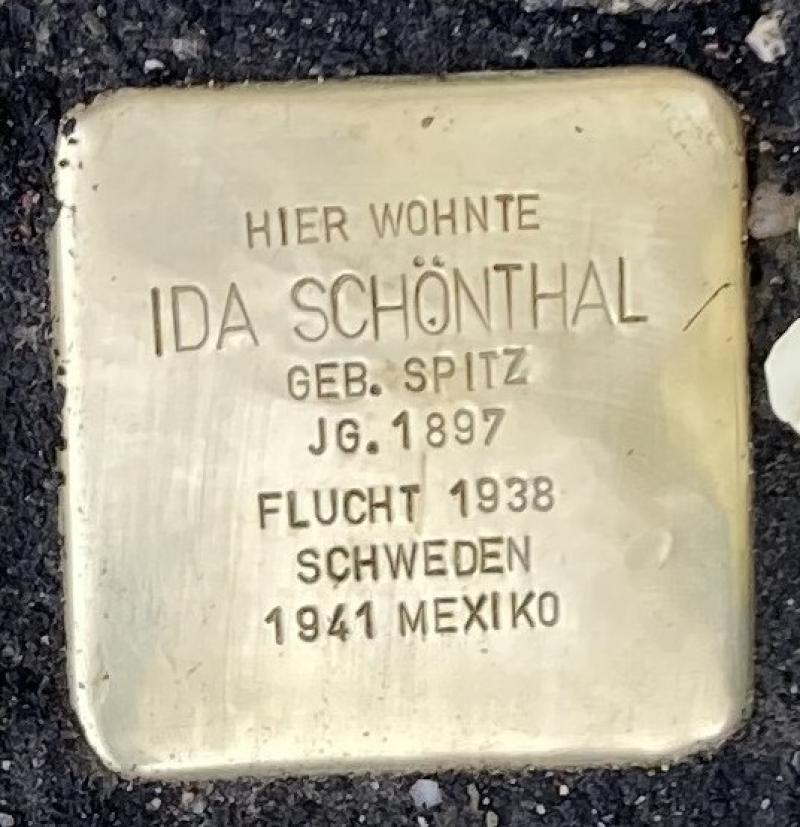 HIER WOHNTE
IDA SCHÖNTHAL
GEB. SPITZ
JG. 1897
FLUCHT 1938
SCHWEDEN
1941 MEXIKO